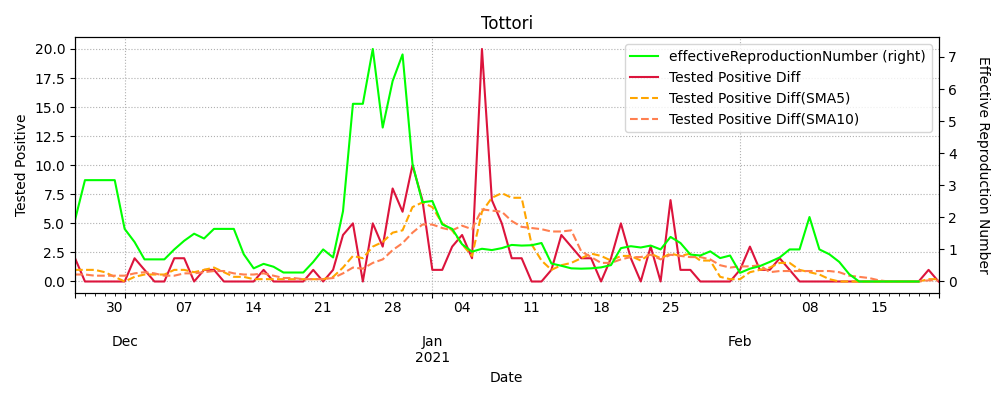 Tottori
20.0
17.5
15.0
12.5
10.0
7.5
5.0
2.5
0.0
Tested Positive
effectiveReproductionNumber (right)
Tested Positive Diff
Tested Positive Diff(SMA5)
Tested Positive Diff(SMA10)
7
6
5
4
3
2
1
0
Effective Reproduction Number
30 07 14 21 28 04 11 18 25 08 15
Dec Jan Feb
2021
Date